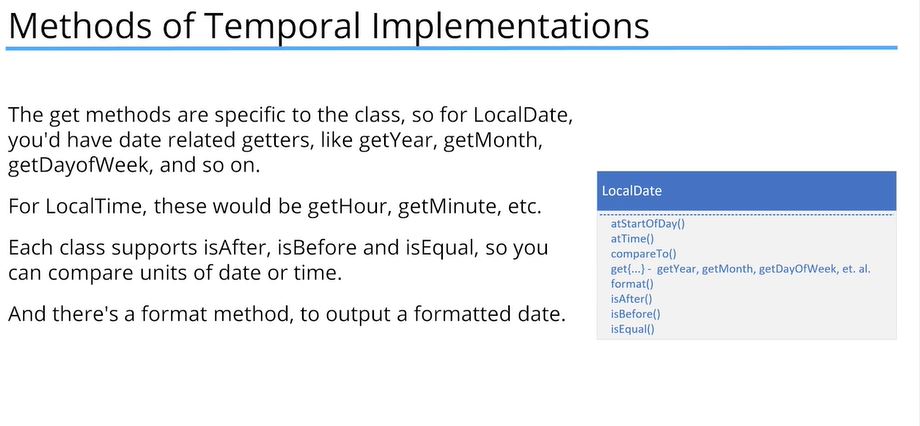 Methods of Temporal Implementations
The get methods are specific to the class, so for LocalDate,
you'd have date related getters, like getYear, getMonth,
getDayofWeek, and so on.
For LocalTime, these would be getHour, getMinute, etc.
Each class supports isAfter, isBefore and isEqual, so you
can compare units of date or time.
And there's a format method, to output a formatted date.
LocalDate
atStartOfDay()
atTime()
compareTo()
get{...} - getYear, getMonth, getDayOfWeek, et. al.
format()
isAfter()
isBefore()
isEqual()